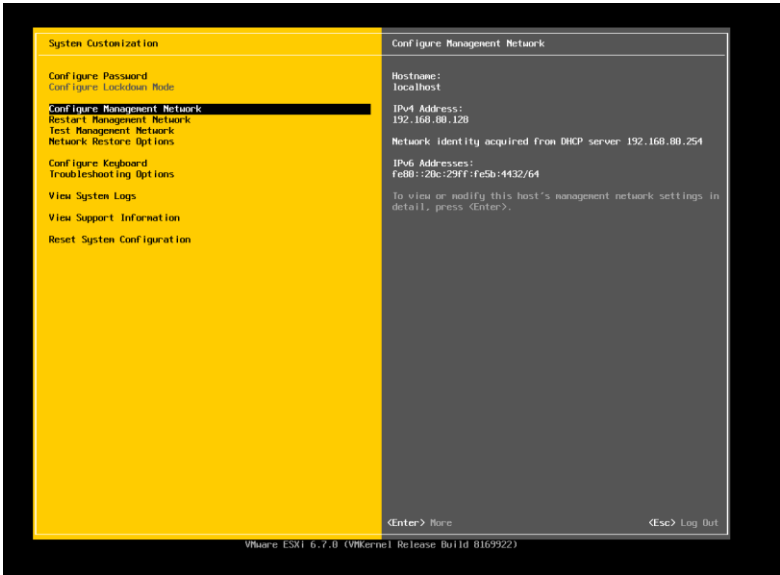 System Customization
Configure Password
Configure Lockdown Mode
Configure Management Network
Restart Management Network
Test Management Network
Network Restore Options
Configure Keyboard
Troubleshooting Options
View System Logs
View Support Information
Reset System Configuration
Configure Management Network
Hostname:
localhost
IPv4 Address:
192.168.80.128
Network identity acquired from DHCP server 192.168.80.254
IPv6 Addresses:
fe80::20c:29ff:fe5b:4432/64
To view or modify this host's management network settings in
detail, press <Enter>.
<Enter> More
<Esc> Log Out
VMware ESXi 6.7.0 (VMKernel Release Build 8169922)